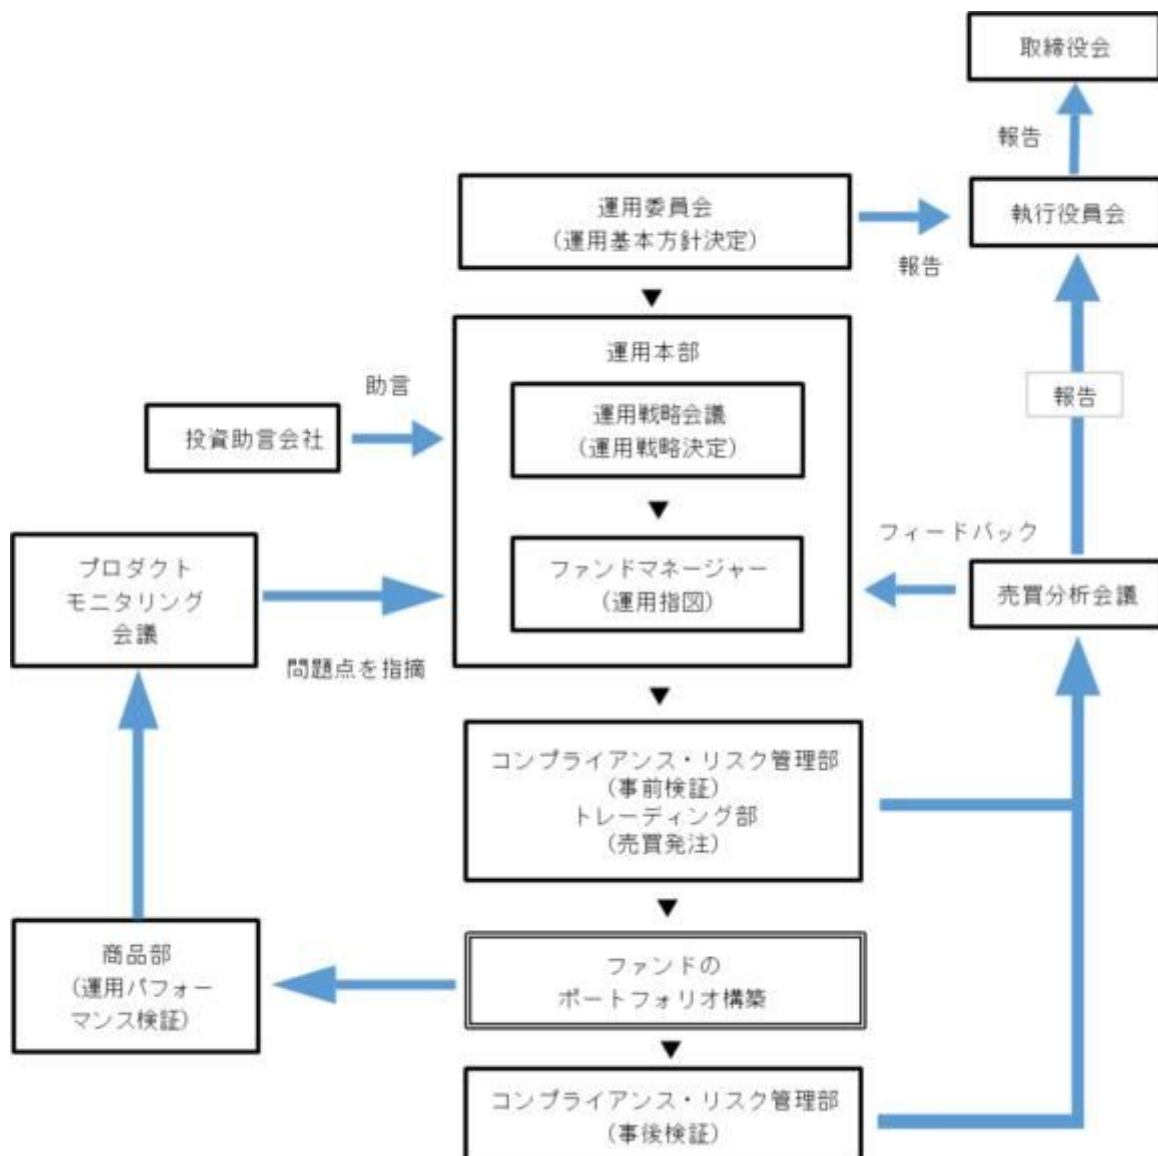 取締役会
報告
運用委員会
(運用基本方針決定)
執行役員会
報告
運用本部
助言
運用戦略会議
(運用戦略決定)
報告
投資助言会社
フィードバック
プロダクト
モニタリング
会議
ファンドマネージャー
(運用指図)
売買分析会議
問題点を指摘
コンプライアンス・リスク管理部
(事前検証)
トレーディング部
(売買発注)
商品部
(運用パフォー
マンス検証)
ファンドの
ポートフォリオ構築
コンプライアンス・リスク管理部
(事後検証)